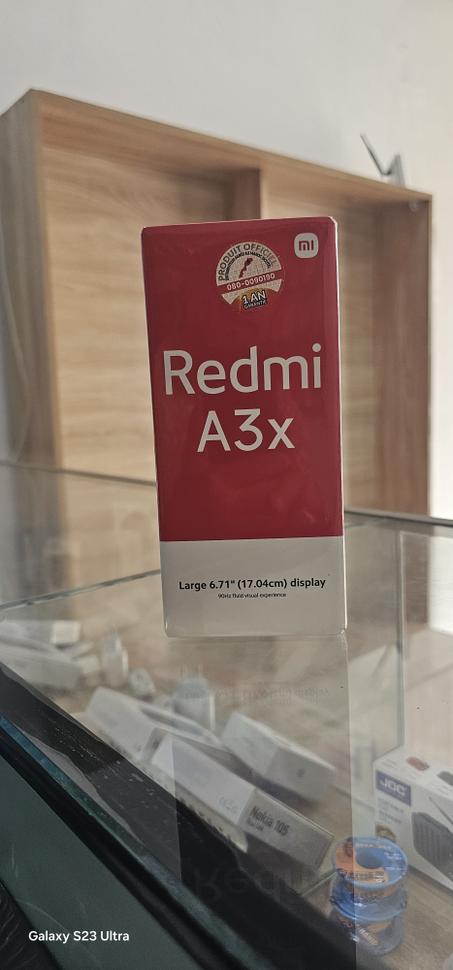 PRODUIT OFFICIEL
080-0090190
1 AN
GARANTIE
mi
Redmi
A3x
Large 6.71" (17.04cm) display
90Hz fluid visual experience
Nokia 105
JOC
Galaxy S23 Ultra